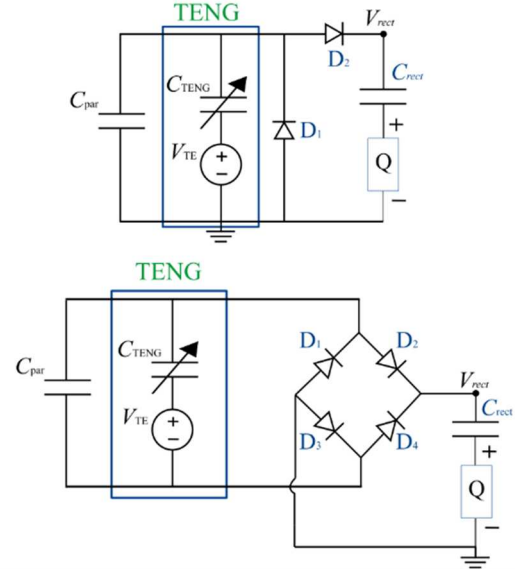 TENG
V_rect
D₂
C_rect
C_par
C_TENG
+
D₁
Q
V_TE
+
−
−
TENG
D₁
D₂
C_TENG
V_rect
C_par
C_rect
V_TE
+
−
D₃
D₄
+
Q
−